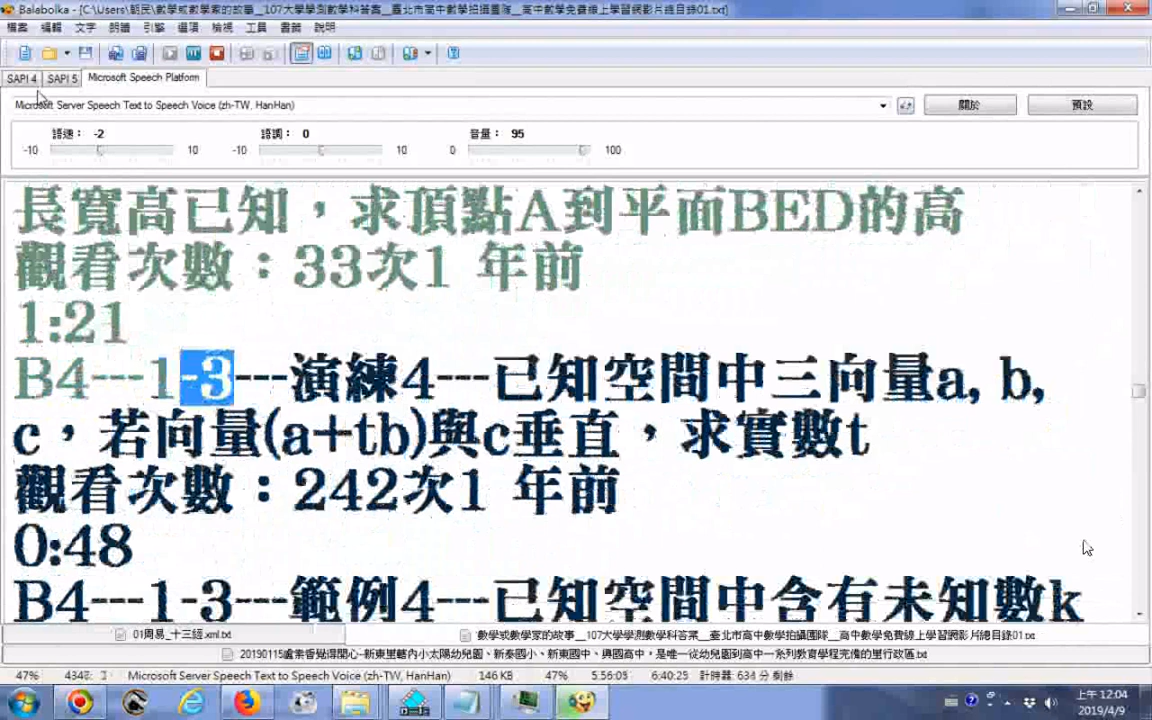 Balabolka - [C:\Users\朝民\數學或數學家的故事__107大學學測數學科答案__臺北市高中數學拍攝團隊__高中數學免費線上學習網影片總目錄01.txt]
檔案 編輯 文字 朗讀 引擎 選項 檢視 工具 書籤 說明
SAPI 4 SAPI 5 Microsoft Speech Platform
Microsoft Server Speech Text to Speech Voice (zh-TW, HanHan) 關於 預設
語速： -2 語調： 0 音量： 95
-10 10 -10 10 0 100
長寬高已知，求頂點A到平面BED的高
觀看次數：33次1 年前
1:21
B4---1-3---演練4---已知空間中三向量a, b,
c，若向量(a+tb)與c垂直，求實數t
觀看次數：242次1 年前
0:48
B4---1-3---範例4---已知空間中含有未知數k
01周易_十三經.xml.txt 數學或數學家的故事__107大學學測數學科答案__臺北市高中數學拍攝團隊__高中數學免費線上學習網影片總目錄01.txt
20190115盧素香覺得開心-新東里轄內小太陽幼兒園、新泰國小、新東國中、興國高中，是唯一從幼兒園到高中一系列教育學程完備的里行政區.txt
47% Microsoft Server Speech Text to Speech Voice (zh-TW, HanHan) 146 KB 47% 5:56:05 6:40:25 計時器: 634 分 剩餘
上午 12:04
2019/4/9